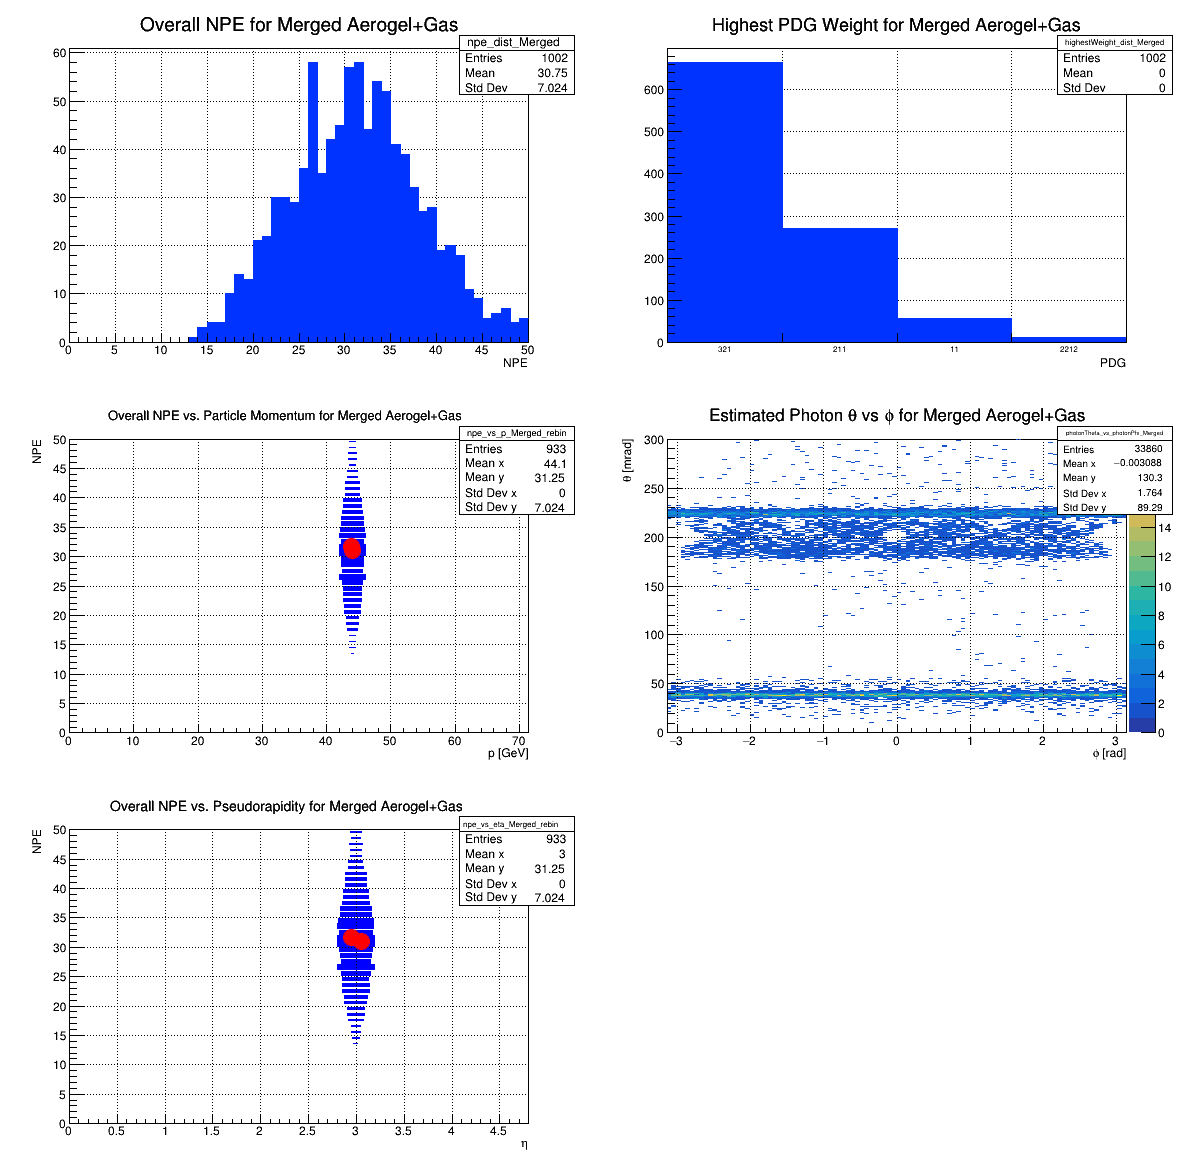 Overall NPE for Merged Aerogel+Gas
npe_dist_Merged
Entries 1002
Mean 30.75
Std Dev 7.024
60
50
40
30
20
10
0
0 5 10 15 20 25 30 35 40 45 50
NPE
Highest PDG Weight for Merged Aerogel+Gas
highestWeight_dist_Merged
Entries 1002
Mean 0
Std Dev 0
600
500
400
300
200
100
0
321 211 11 2212
PDG
Overall NPE vs. Particle Momentum for Merged Aerogel+Gas
npe_vs_p_Merged_rebin
Entries 933
Mean x 44.1
Mean y 31.25
Std Dev x 0
Std Dev y 7.024
NPE
50
45
40
35
30
25
20
15
10
5
0
0 10 20 30 40 50 60 70
p [GeV]
Estimated Photon θ vs ϕ for Merged Aerogel+Gas
photonTheta_vs_photonPhi_Merged
Entries 33860
Mean x −0.003088
Mean y 130.3
Std Dev x 1.764
Std Dev y 89.29
θ [mrad]
300
250
200
150
100
50
0
−3 −2 −1 0 1 2 3
ϕ [rad]
14
12
10
8
6
4
2
0
Overall NPE vs. Pseudorapidity for Merged Aerogel+Gas
npe_vs_eta_Merged_rebin
Entries 933
Mean x 3
Mean y 31.25
Std Dev x 0
Std Dev y 7.024
NPE
50
45
40
35
30
25
20
15
10
5
0
0 0.5 1 1.5 2 2.5 3 3.5 4 4.5
η